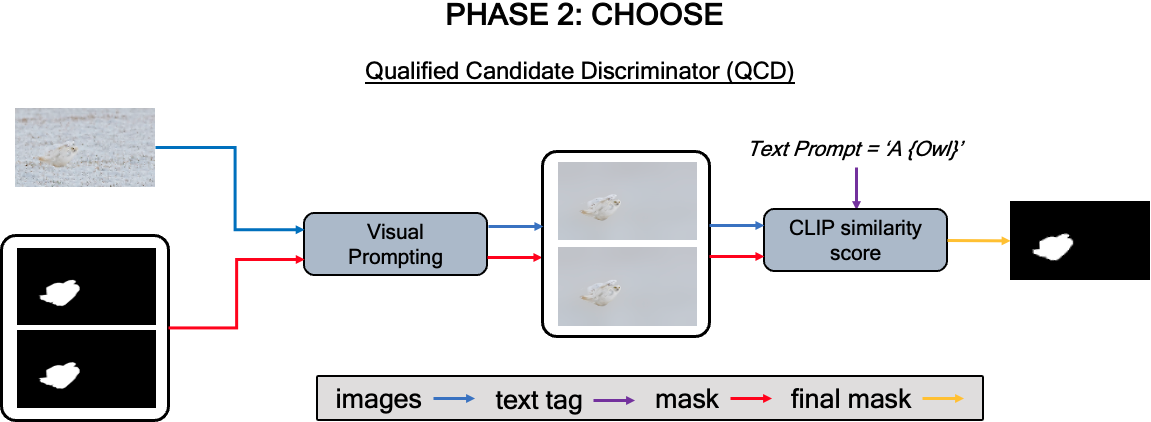 PHASE 2: CHOOSE
Qualified Candidate Discriminator (QCD)
Text Prompt = ‘A {Owl}’
Visual
Prompting
CLIP similarity
score
images
text tag
mask
final mask